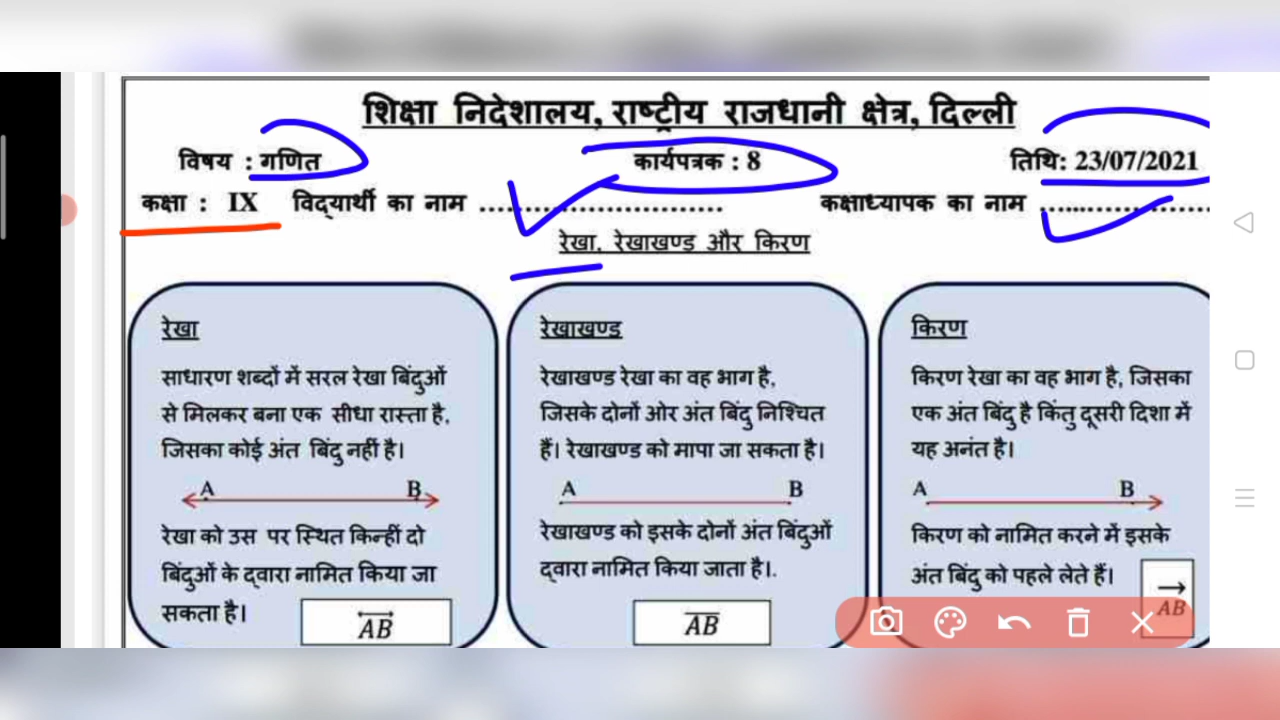 शिक्षा निदेशालय, राष्ट्रीय राजधानी क्षेत्र, दिल्ली
विषय : गणित कार्यपत्रक : 8 तिथि: 23/07/2021
कक्षा : IX विद्यार्थी का नाम .............................. कक्षाध्यापक का नाम .....................
रेखा, रेखाखण्ड और किरण
रेखा
साधारण शब्दों में सरल रेखा बिंदुओं
से मिलकर बना एक सीधा रास्ता है,
जिसका कोई अंत बिंदु नहीं है।
A B
रेखा को उस पर स्थित किन्हीं दो
बिंदुओं के द्वारा नामित किया जा
सकता है।
AB
रेखाखण्ड
रेखाखण्ड रेखा का वह भाग है,
जिसके दोनों ओर अंत बिंदु निश्चित
हैं। रेखाखण्ड को मापा जा सकता है।
A B
रेखाखण्ड को इसके दोनों अंत बिंदुओं
द्वारा नामित किया जाता है।.
AB
किरण
किरण रेखा का वह भाग है, जिसका
एक अंत बिंदु है किंतु दूसरी दिशा में
यह अनंत है।
A B
किरण को नामित करने में इसके
अंत बिंदु को पहले लेते हैं।
AB